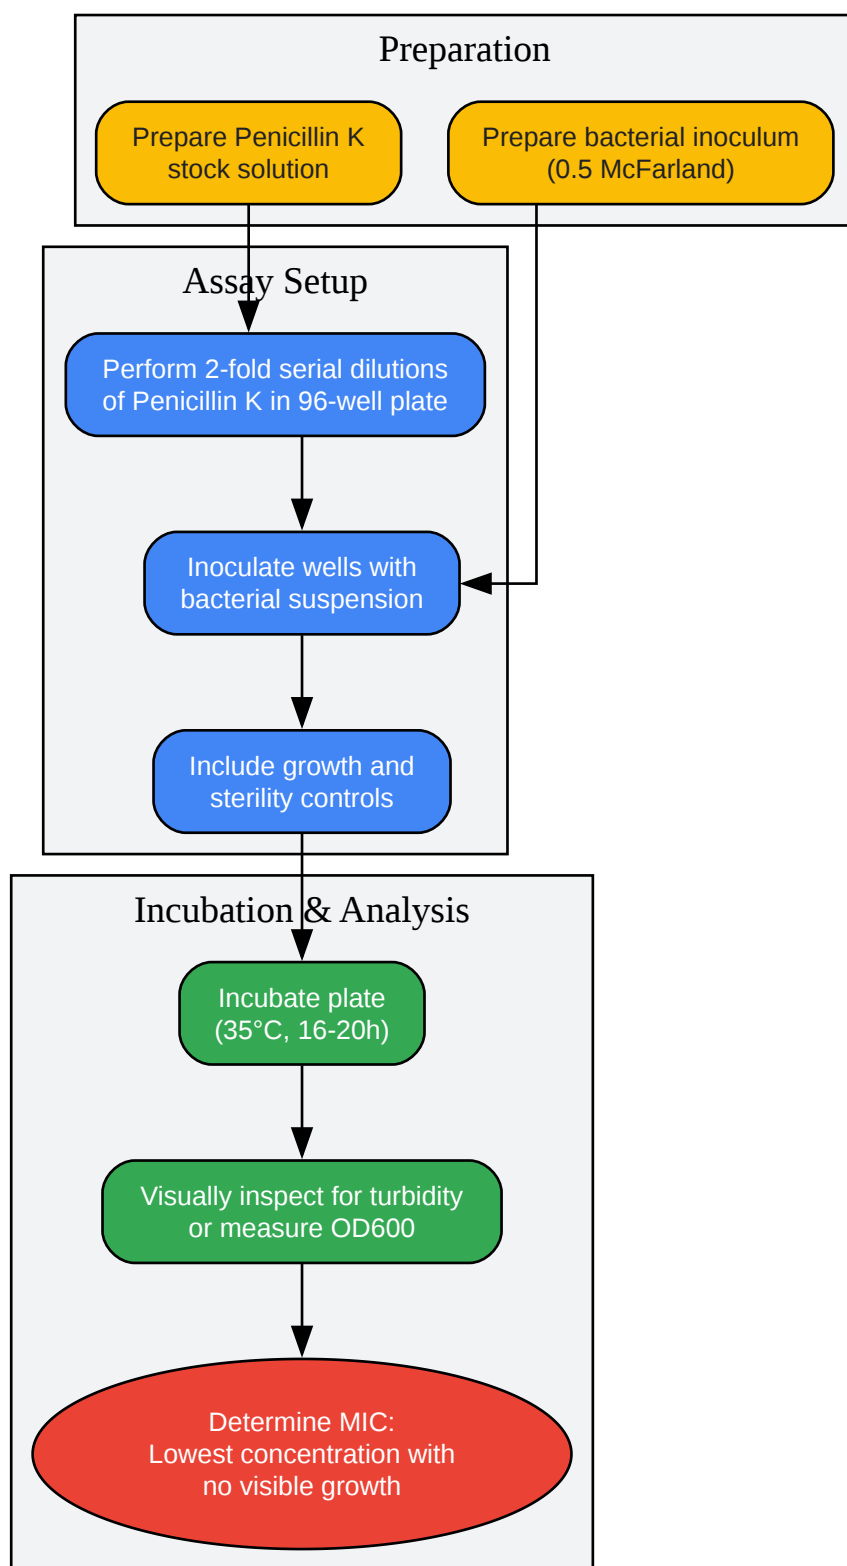 Preparation
Prepare Penicillin K
stock solution
Prepare bacterial inoculum
(0.5 McFarland)
Assay Setup
Perform 2-fold serial dilutions
of Penicillin K in 96-well plate
Inoculate wells with
bacterial suspension
Include growth and
sterility controls
Incubation & Analysis
Incubate plate
(35°C, 16-20h)
Visually inspect for turbidity
or measure OD600
Determine MIC:
Lowest concentration with
no visible growth